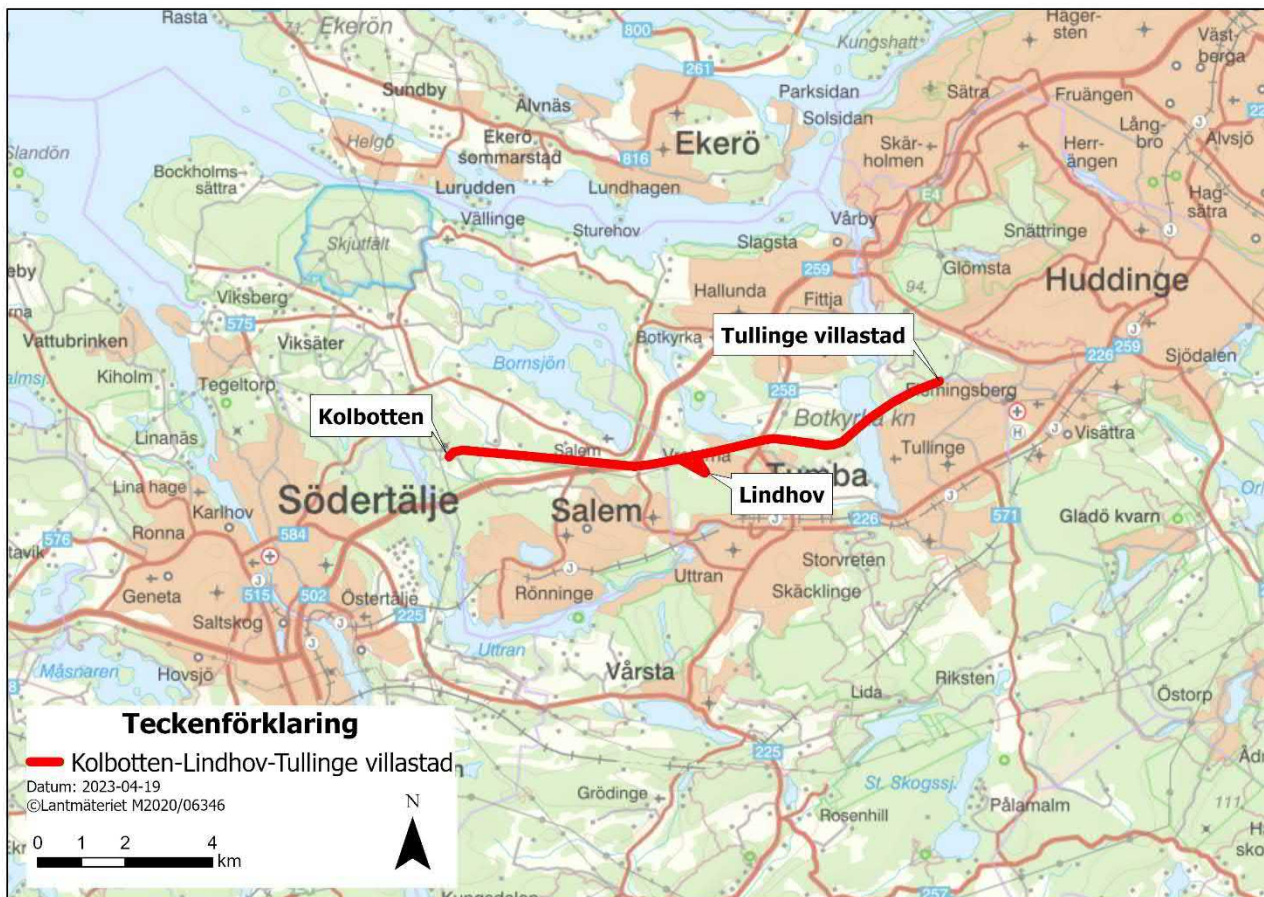 Rasta
71.
Ekerön
800
Kungshatt
Häger-
sten
Väst-
berga
Sundby
261
Parksidan
Sätra
Fruängen
Alvnäs
Solsidan
Helgö
Ekerö
sommarstad
Ekerö
Skär-
holmen
Herr-
ängen
Lång-
bro
Älvsjö
Slandön
816
Bockholms-
sättra
Lurudden
Lundhagen
E4
Hag-
sätra
Vällinge
Sturehov
Vårby
Snättringe
Skjutfält
Slagsta
259
Glömsta
94.
Huddinge
Hallunda
Fittja
Viksberg
575
Tullinge villastad
Vattubrinken
Viksäter
Botkyrka
Bornsjön
226
259
Sjödalen
Kiholm
Tegeltorp
258
Flemingsberg
Kolbotten
Botkyrka kn
Linanäs
Salem
Tullinge
H
Visättra
Lina hage
Södertälje
Tumba
Lindhov
Karlhov
Salem
Ronna
576
584
226
571
Gladö kvarn
Storvreten
Geneta
515
502
Östertälje
225
Rönninge
Uttran
Skäcklinge
Saltskog
Måsnaren
Hovsjö
Uttran
Vårsta
Lida
Riksten
Östorp
Teckenförklaring
Kolbotten-Lindhov-Tullinge villastad
Datum: 2023-04-19
©Lantmäteriet M2020/06346
225
St. Skogssj.
Grödinge
Rosenhill
Pålamalm
111.
N
0 1 2 4
km
257